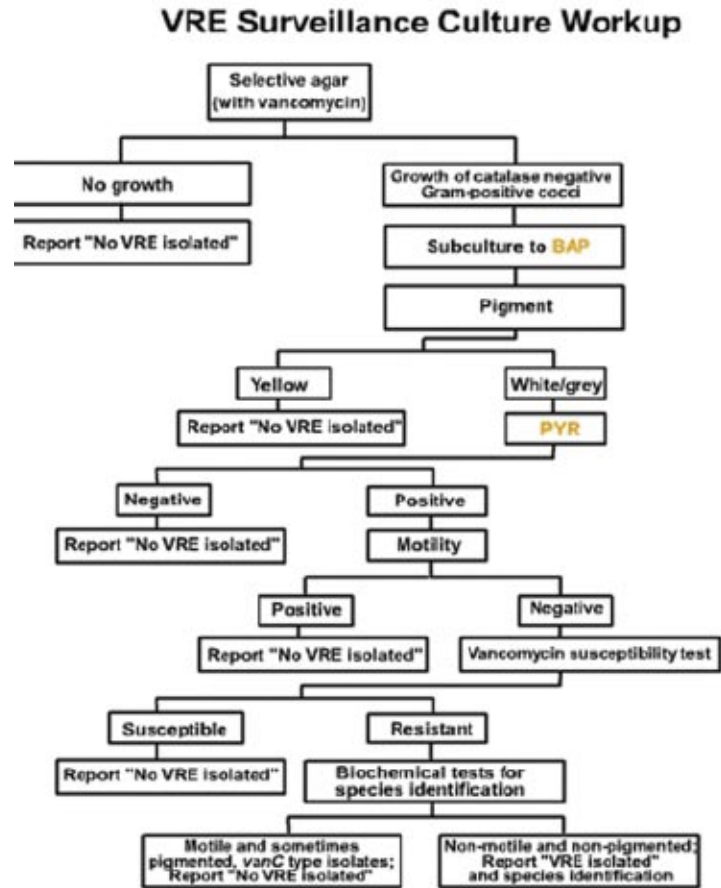 VRE Surveillance Culture Workup
Selective agar
(with vancomycin)
No growth
Growth of catalase negative
Gram-positive cocci
Report "No VRE isolated"
Subculture to BAP
Pigment
Yellow
White/grey
Report "No VRE isolated"
PYR
Negative
Positive
Report "No VRE isolated"
Motility
Positive
Negative
Report "No VRE isolated"
Vancomycin susceptibility test
Susceptible
Resistant
Report "No VRE isolated"
Biochemical tests for
species identification
Motile and sometimes
pigmented, vanC type isolates;
Report "No VRE isolated"
Non-motile and non-pigmented;
Report "VRE isolated"
and species identification